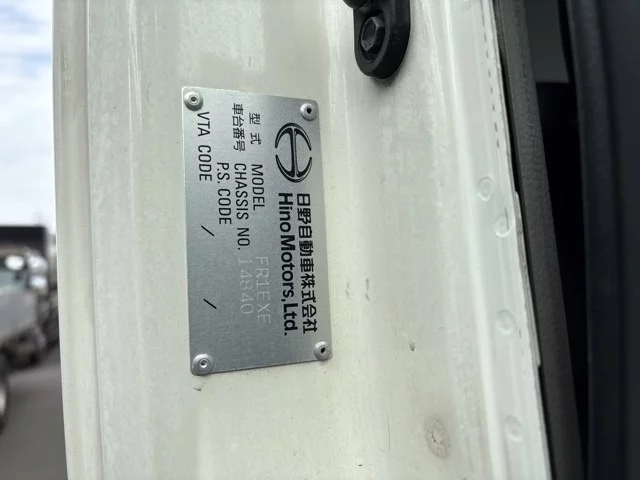 日野自動車株式会社
HinoMotors,Ltd.
型式 MODEL FR1EXE
車台番号 CHASSIS NO. 14840
P.S. CODE /
VTA CODE /